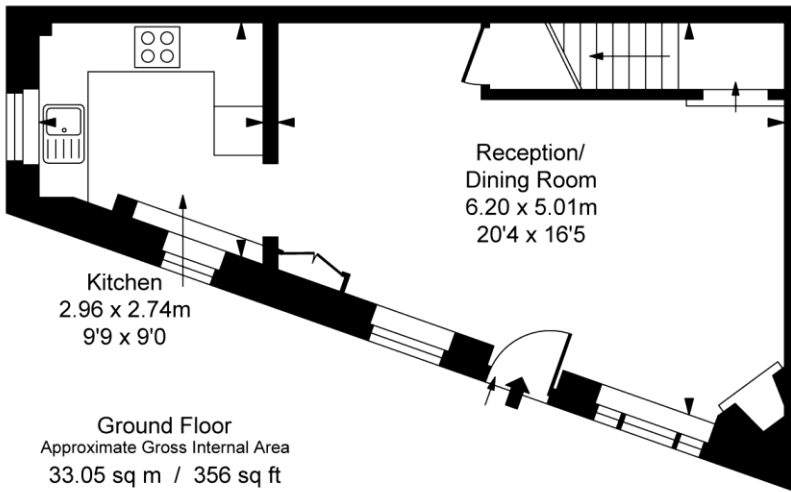 Reception/
Dining Room
6.20 x 5.01m
20'4 x 16'5
Kitchen
2.96 x 2.74m
9'9 x 9'0
Ground Floor
Approximate Gross Internal Area
33.05 sq m / 356 sq ft